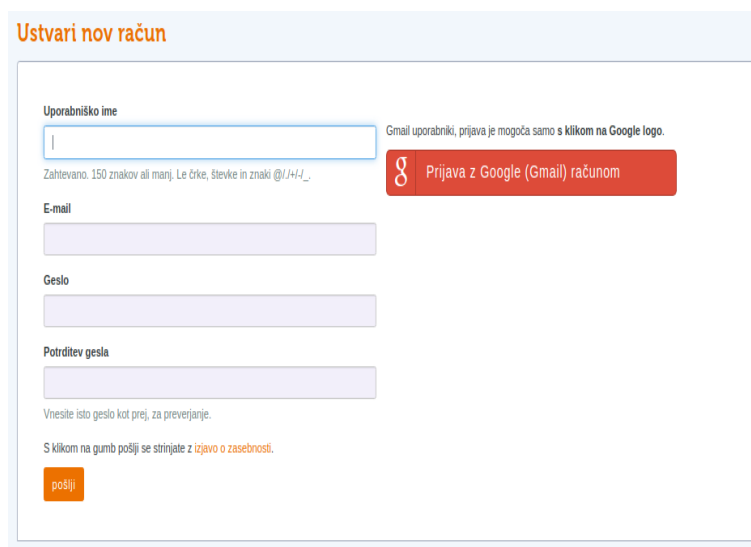 Ustvari nov račun
Uporabniško ime
Zahtevano. 150 znakov ali manj. Le črke, števke in znaki @/./+/-/_.
E-mail
Geslo
Potrditev gesla
Vnesite isto geslo kot prej, za preverjanje.
S klikom na gumb pošlji se strinjate z izjavo o zasebnosti.
pošlji
Gmail uporabniki, prijava je mogoča samo s klikom na Google logo.
g Prijava z Google (Gmail) računom